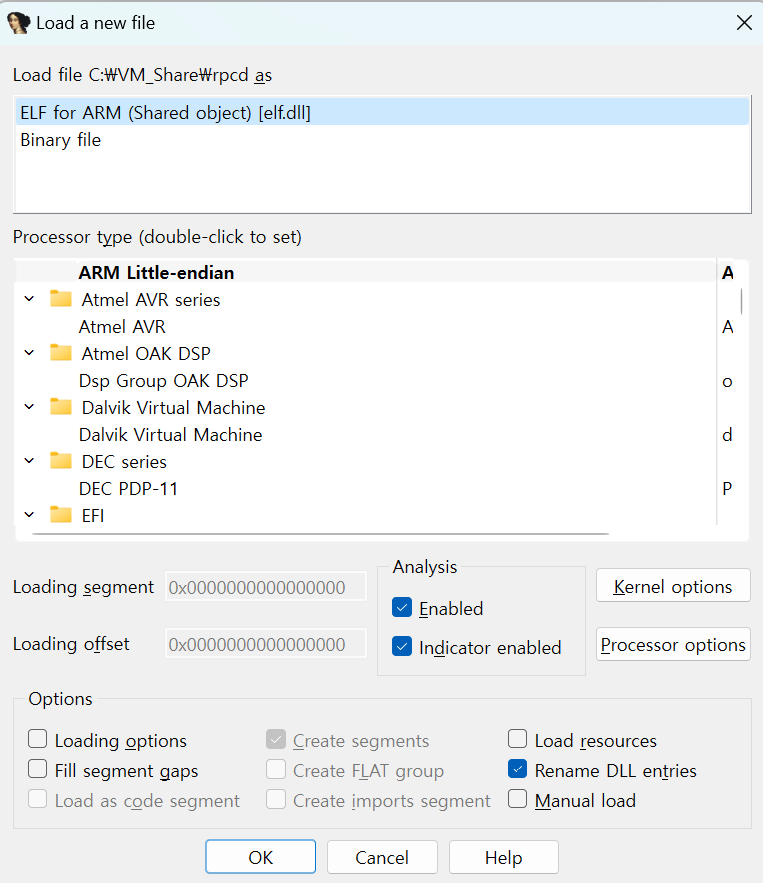 Load a new file
Load file C:₩VM_Share₩rpcd as
ELF for ARM (Shared object) [elf.dll]
Binary file
Processor type (double-click to set)
ARM Little-endian A
Atmel AVR series
Atmel AVR A
Atmel OAK DSP
Dsp Group OAK DSP o
Dalvik Virtual Machine
Dalvik Virtual Machine d
DEC series
DEC PDP-11 P
EFI
Analysis
Loading segment 0x0000000000000000 Kernel options
Enabled
Loading offset 0x0000000000000000 Processor options
Indicator enabled
Options
Loading options Create segments Load resources
Fill segment gaps Create FLAT group Rename DLL entries
Load as code segment Create imports segment Manual load
OK Cancel Help